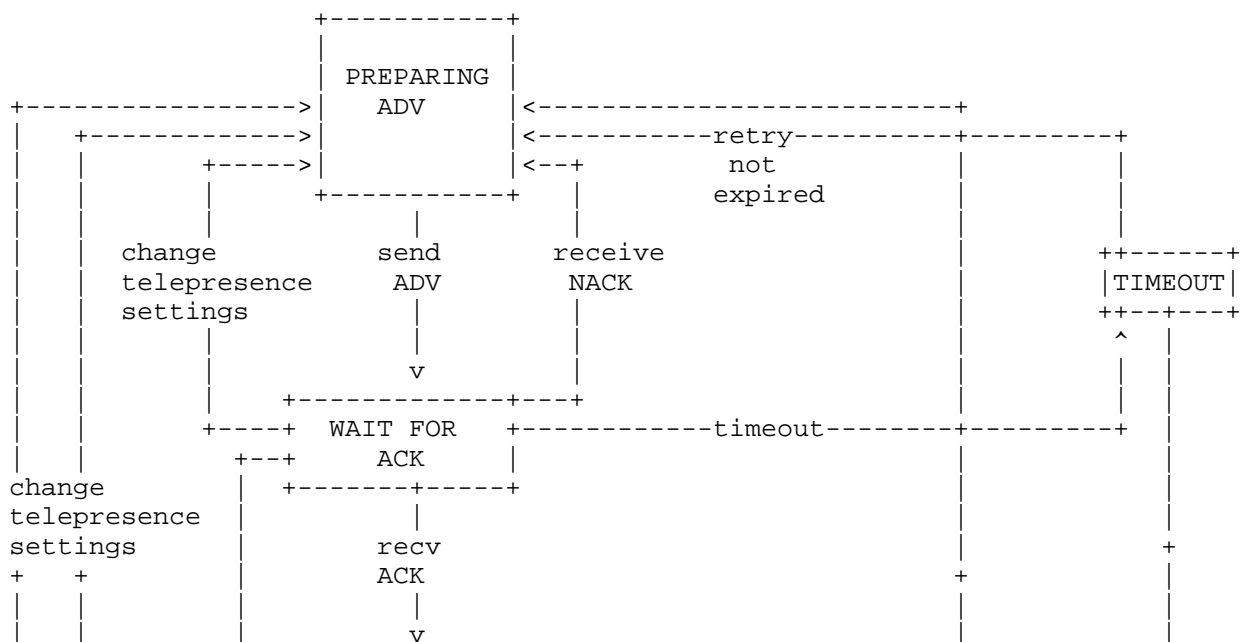 PREPARING
ADV
retry
not
expired
change send receive
telepresence ADV NACK TIMEOUT
settings
WAIT FOR timeout
ACK
change
telepresence
settings recv
ACK